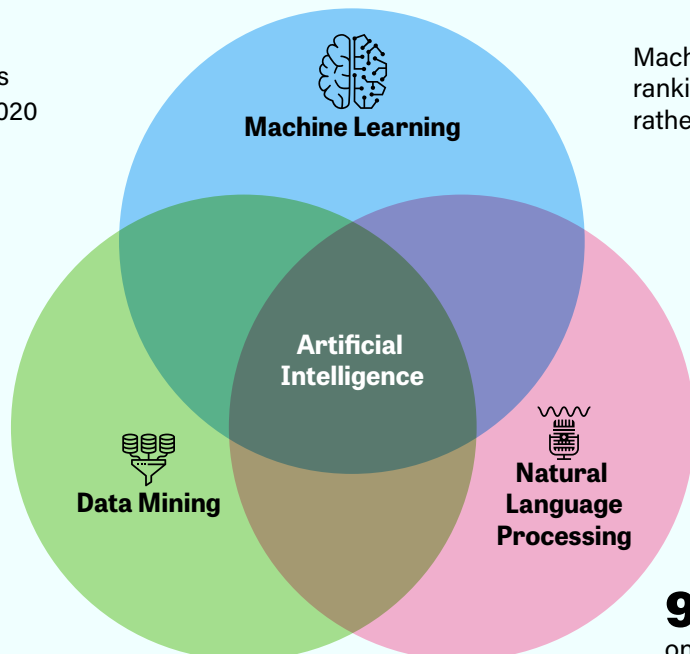 s
020
Mach
ranki
rathe
Machine Learning
Artificial
Intelligence
Data Mining
Natural
Language
Processing
9
on